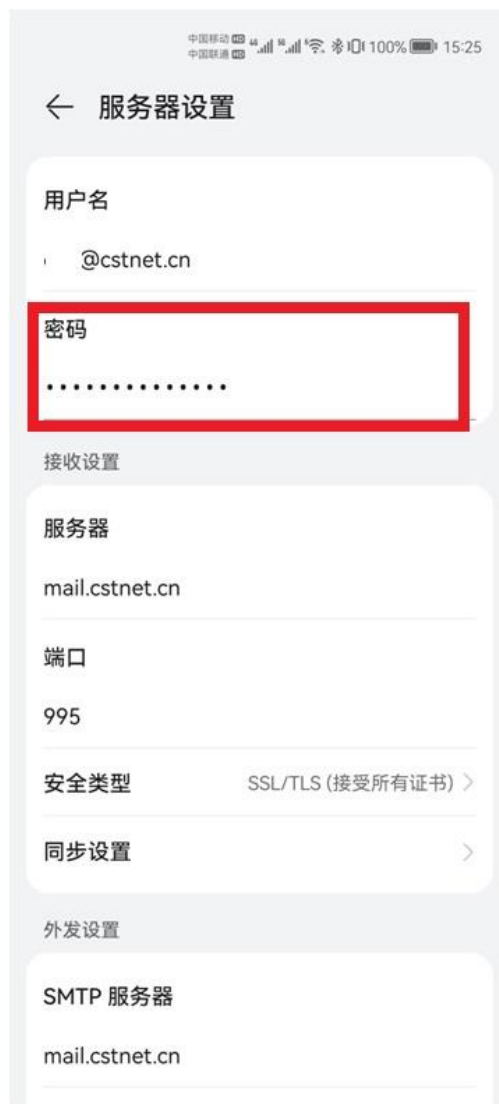 中国移动 HD
中国联通 HD
100% 15:25
服务器设置
用户名
@cstnet.cn
密码
••••••••••••••
接收设置
服务器
mail.cstnet.cn
端口
995
安全类型 SSL/TLS (接受所有证书)
同步设置
外发设置
SMTP 服务器
mail.cstnet.cn